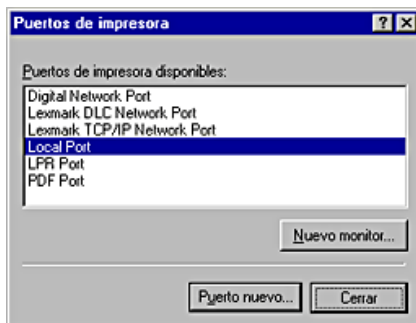 Puertos de impresora
Puertos de impresora disponibles:
Digital Network Port
Lexmark DLC Network Port
Lexmark TCP/IP Network Port
Local Port
LPR Port
PDF Port
Nuevo monitor...
Puerto nuevo...
Cerrar